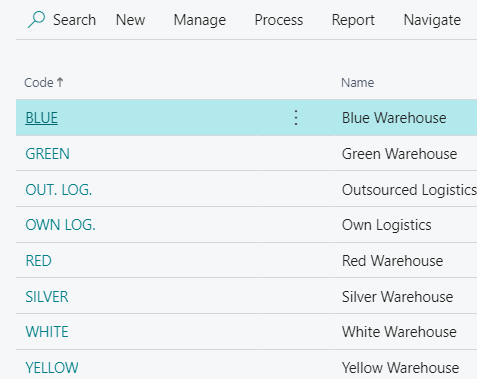 Search New Manage Process Report Navigate
Code↑ Name
BLUE Blue Warehouse
GREEN Green Warehouse
OUT. LOG. Outsourced Logistics
OWN LOG. Own Logistics
RED Red Warehouse
SILVER Silver Warehouse
WHITE White Warehouse
YELLOW Yellow Warehouse